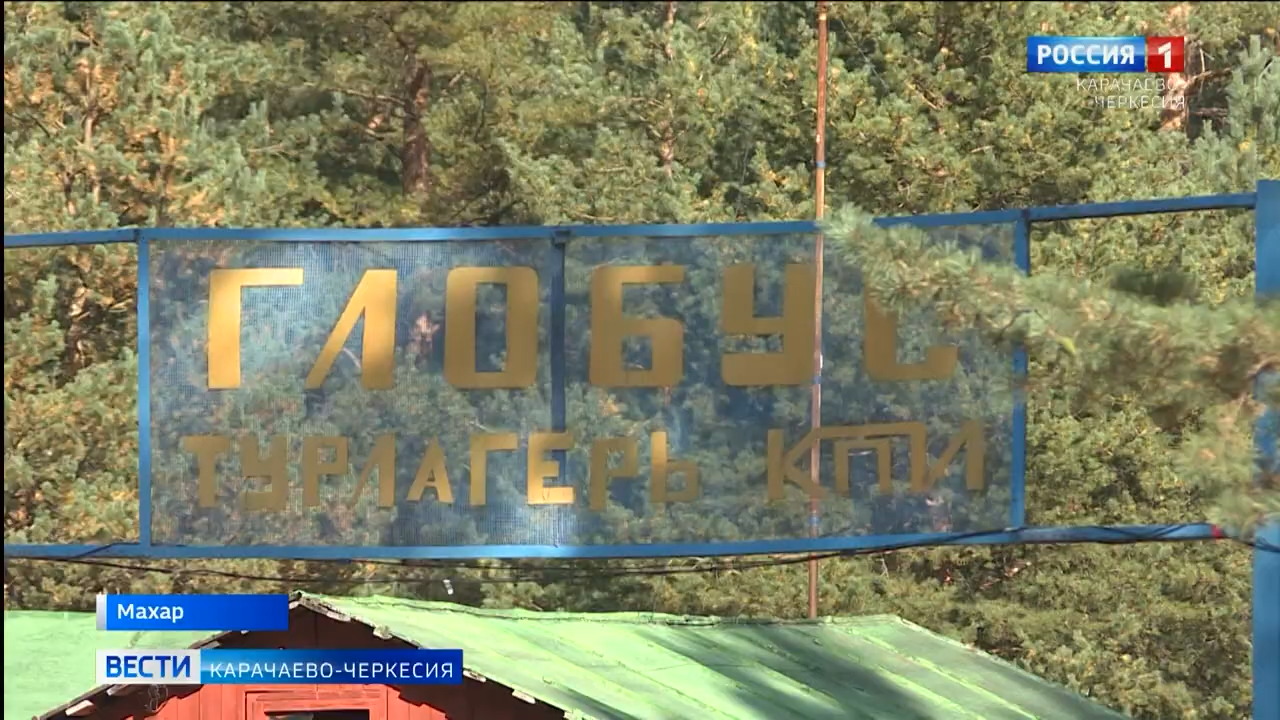 РОССИЯ 1
КАРАЧАЕВО-
ЧЕРКЕСИЯ
ГЛОБУС
ТУРЛАГЕРЬ КПИ
Махар
ВЕСТИ КАРАЧАЕВО-ЧЕРКЕСИЯ